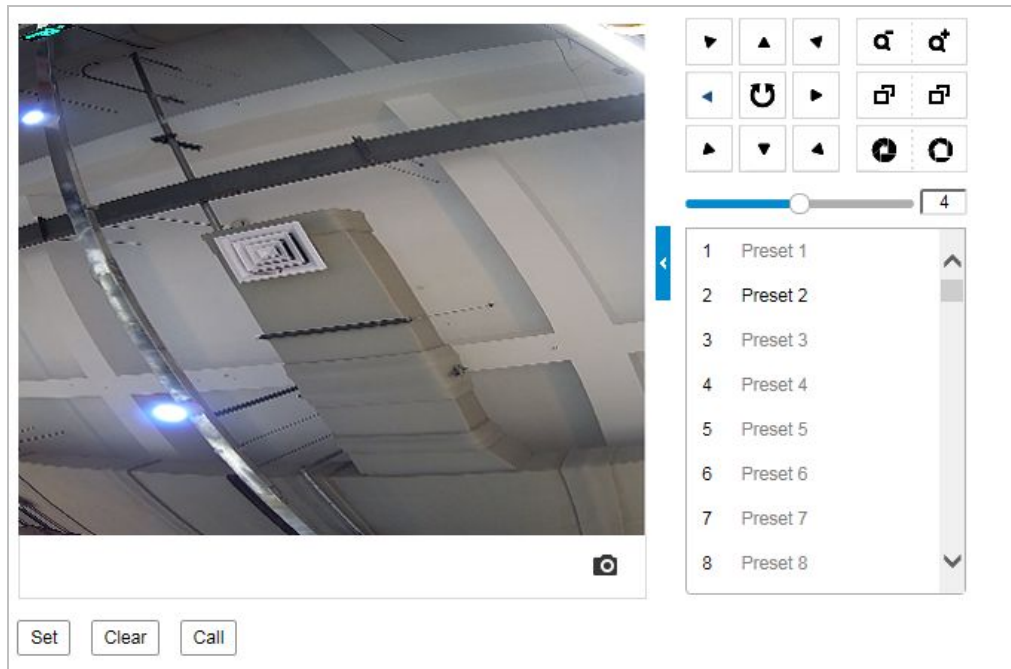 4
1 Preset 1
2 Preset 2
3 Preset 3
4 Preset 4
5 Preset 5
6 Preset 6
7 Preset 7
8 Preset 8
Set Clear Call